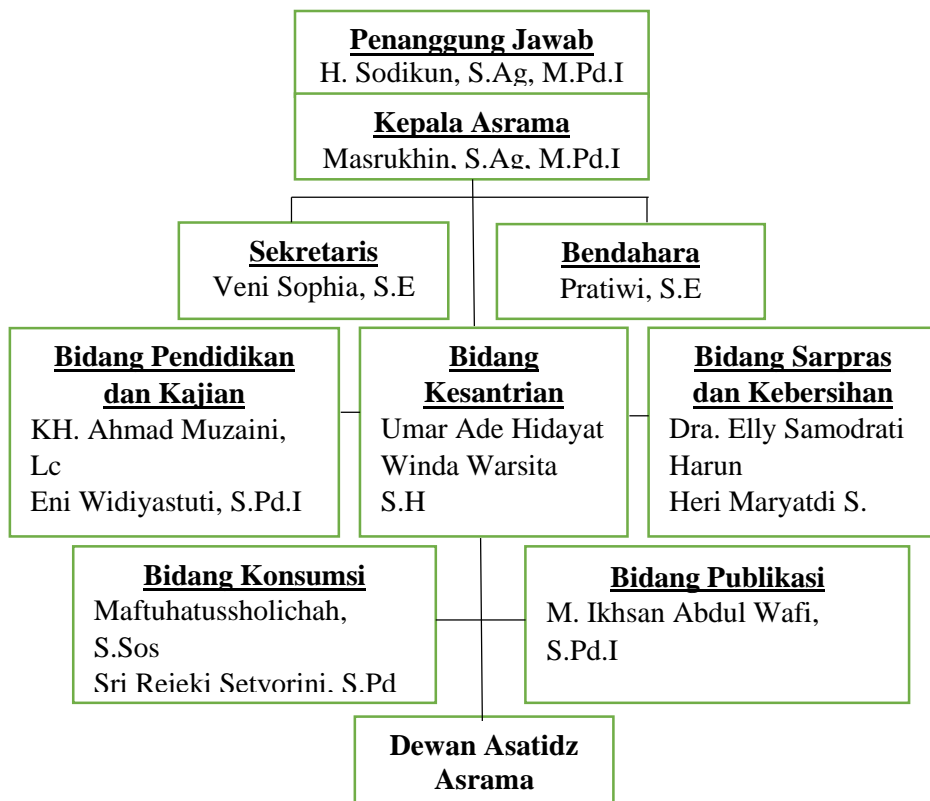 Penanggung Jawab
H. Sodikun, S.Ag, M.Pd.I
Kepala Asrama
Masrukhin, S.Ag, M.Pd.I
Sekretaris
Veni Sophia, S.E
Bendahara
Pratiwi, S.E
Bidang Pendidikan
dan Kajian
KH. Ahmad Muzaini,
Lc
Eni Widiyastuti, S.Pd.I
Bidang
Kesantrian
Umar Ade Hidayat
Winda Warsita
S.H
Bidang Sarpras
dan Kebersihan
Dra. Elly Samodrati
Harun
Heri Maryatdi S.
Bidang Konsumsi
Maftuhatussholichah,
S.Sos
Sri Rejeki Setyorini, S.Pd
Bidang Publikasi
M. Ikhsan Abdul Wafi,
S.Pd.I
Dewan Asatidz
Asrama